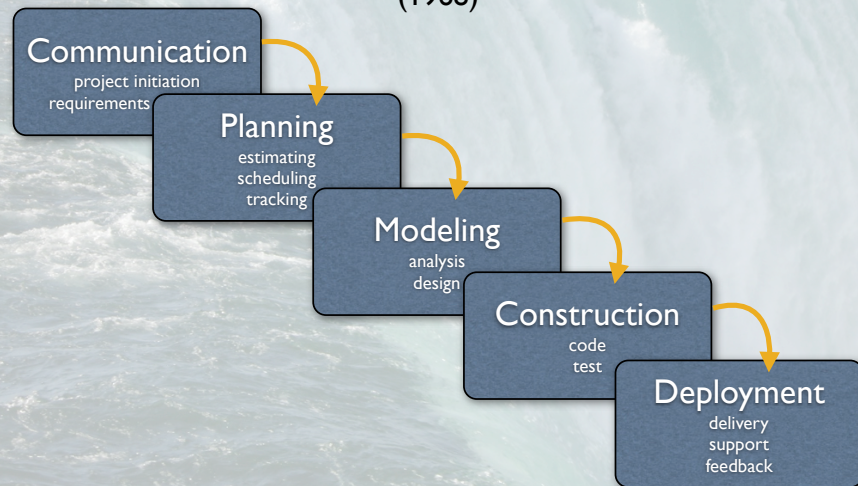 Communication
project initiation
requirements
Planning
estimating
scheduling
tracking
Modeling
analysis
design
Construction
code
test
Deployment
delivery
support
feedback